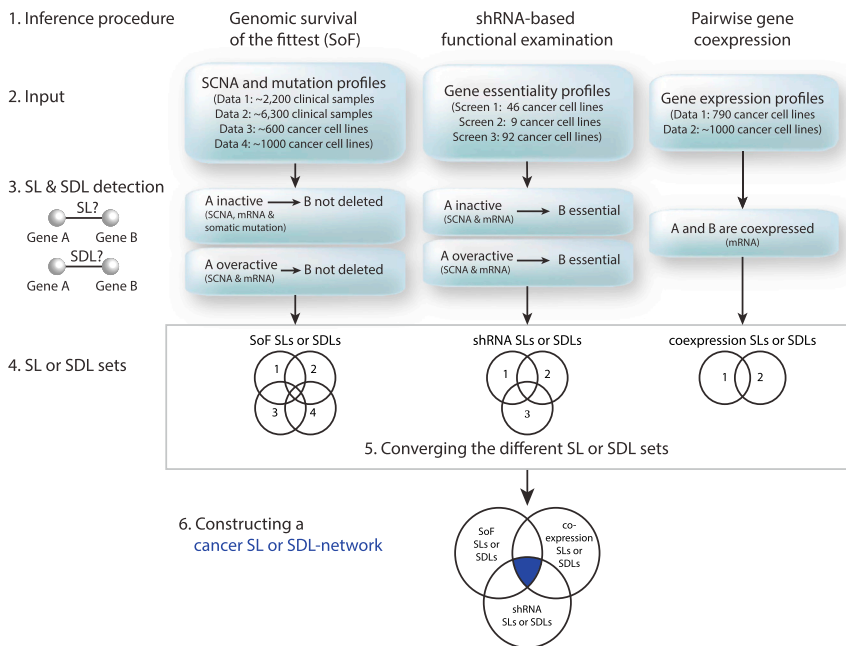 1. Inference procedure
Genomic survival
of the fittest (SoF)
shRNA-based
functional examination
Pairwise gene
coexpression
2. Input
SCNA and mutation profiles
(Data 1: ~2,200 clinical samples
Data 2: ~6,300 clinical samples
Data 3: ~600 cancer cell lines
Data 4: ~1000 cancer cell lines)
Gene essentiality profiles
(Screen 1: 46 cancer cell lines
Screen 2: 9 cancer cell lines
Screen 3: 92 cancer cell lines)
Gene expression profiles
(Data 1: 790 cancer cell lines
Data 2: ~1000 cancer cell lines)
3. SL & SDL detection
SL?
Gene A Gene B
SDL?
Gene A Gene B
A inactive B not deleted
(SCNA, mRNA &
somatic mutation)
A overactive B not deleted
(SCNA & mRNA)
A inactive B essential
(SCNA & mRNA)
A overactive B essential
(SCNA & mRNA)
A and B are coexpressed
(mRNA)
4. SL or SDL sets
SoF SLs or SDLs
1 2
3 4
shRNA SLs or SDLs
1 2
3
coexpression SLs or SDLs
1 2
5. Converging the different SL or SDL sets
6. Constructing a
cancer SL or SDL-network
SoF
SLs or
SDLs
co-
expression
SLs or
SDLs
shRNA
SLs or SDLs